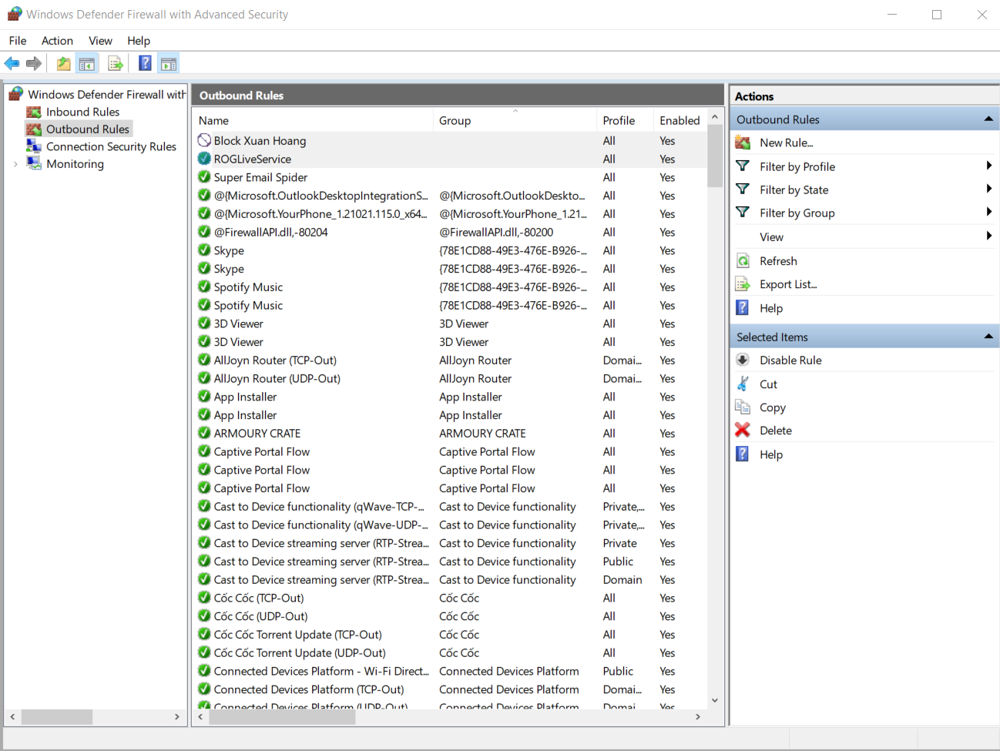 Windows Defender Firewall with Advanced Security
File Action View Help
Windows Defender Firewall with
Inbound Rules
Outbound Rules
Connection Security Rules
Monitoring
Outbound Rules
Name Group Profile Enabled
Block Xuan Hoang All Yes
ROGLiveService All Yes
Super Email Spider All Yes
@{Microsoft.OutlookDesktopIntegrationS... @{Microsoft.OutlookDeskto... All Yes
@{Microsoft.YourPhone_1.21021.115.0_x64... @{Microsoft.YourPhone_1.21... All Yes
@FirewallAPI.dll,-80204 @FirewallAPI.dll,-80200 All Yes
Skype {78E1CD88-49E3-476E-B926-... All Yes
Skype {78E1CD88-49E3-476E-B926-... All Yes
Spotify Music {78E1CD88-49E3-476E-B926-... All Yes
Spotify Music {78E1CD88-49E3-476E-B926-... All Yes
3D Viewer 3D Viewer All Yes
3D Viewer 3D Viewer All Yes
AllJoyn Router (TCP-Out) AllJoyn Router Domai... Yes
AllJoyn Router (UDP-Out) AllJoyn Router Domai... Yes
App Installer App Installer All Yes
App Installer App Installer All Yes
ARMOURY CRATE ARMOURY CRATE All Yes
Captive Portal Flow Captive Portal Flow All Yes
Captive Portal Flow Captive Portal Flow All Yes
Captive Portal Flow Captive Portal Flow All Yes
Cast to Device functionality (qWave-TCP-... Cast to Device functionality Private,... Yes
Cast to Device functionality (qWave-UDP-... Cast to Device functionality Private,... Yes
Cast to Device streaming server (RTP-Strea... Cast to Device functionality Private Yes
Cast to Device streaming server (RTP-Strea... Cast to Device functionality Public Yes
Cast to Device streaming server (RTP-Strea... Cast to Device functionality Domain Yes
Cốc Cốc (TCP-Out) Cốc Cốc All Yes
Cốc Cốc (UDP-Out) Cốc Cốc All Yes
Cốc Cốc Torrent Update (TCP-Out) Cốc Cốc All Yes
Cốc Cốc Torrent Update (UDP-Out) Cốc Cốc All Yes
Connected Devices Platform - Wi-Fi Direct... Connected Devices Platform Public Yes
Connected Devices Platform (TCP-Out) Connected Devices Platform Domai... Yes
Connected Devices Platform (UDP-Out) Connected Devices Platform Domai... Yes
Actions
Outbound Rules
New Rule...
Filter by Profile
Filter by State
Filter by Group
View
Refresh
Export List...
Help
Selected Items
Disable Rule
Cut
Copy
Delete
Help